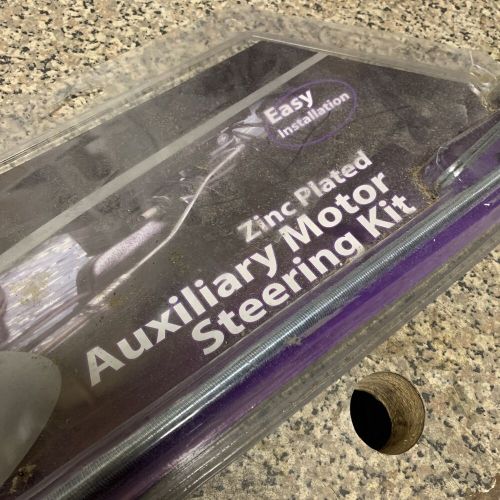 Easy
Installation
Zinc Plated
Auxiliary Motor
Steering Kit